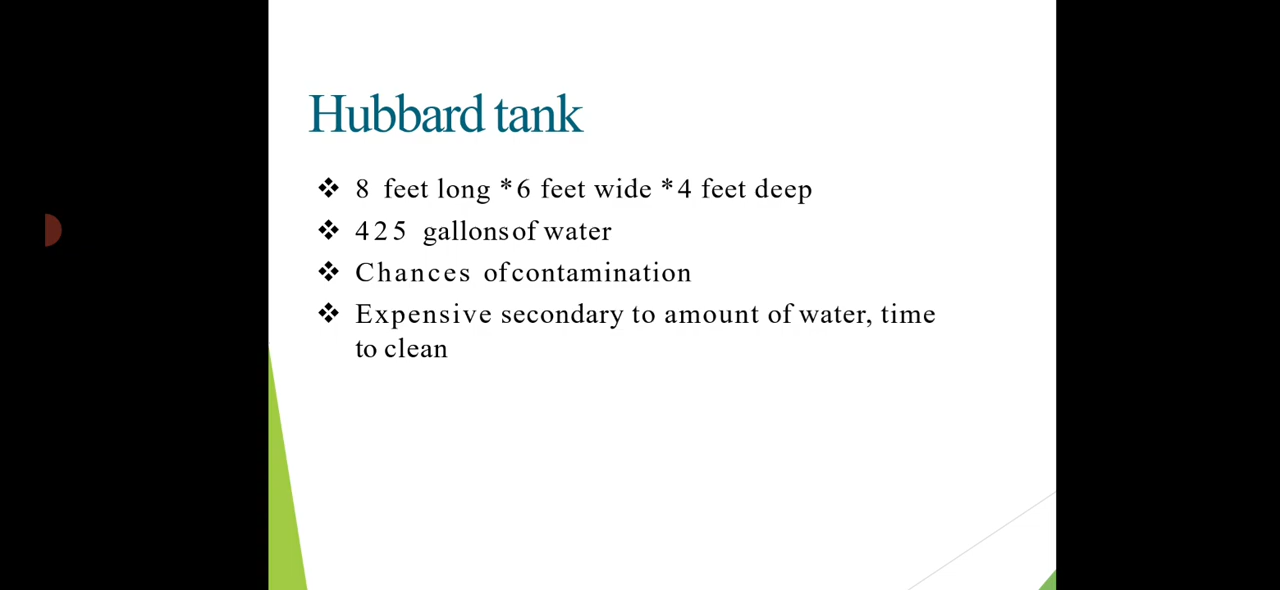 Hubbard tank
❖ 8 feet long *6 feet wide *4 feet deep
❖ 425 gallons of water
❖ Chances of contamination
❖ Expensive secondary to amount of water, time
to clean